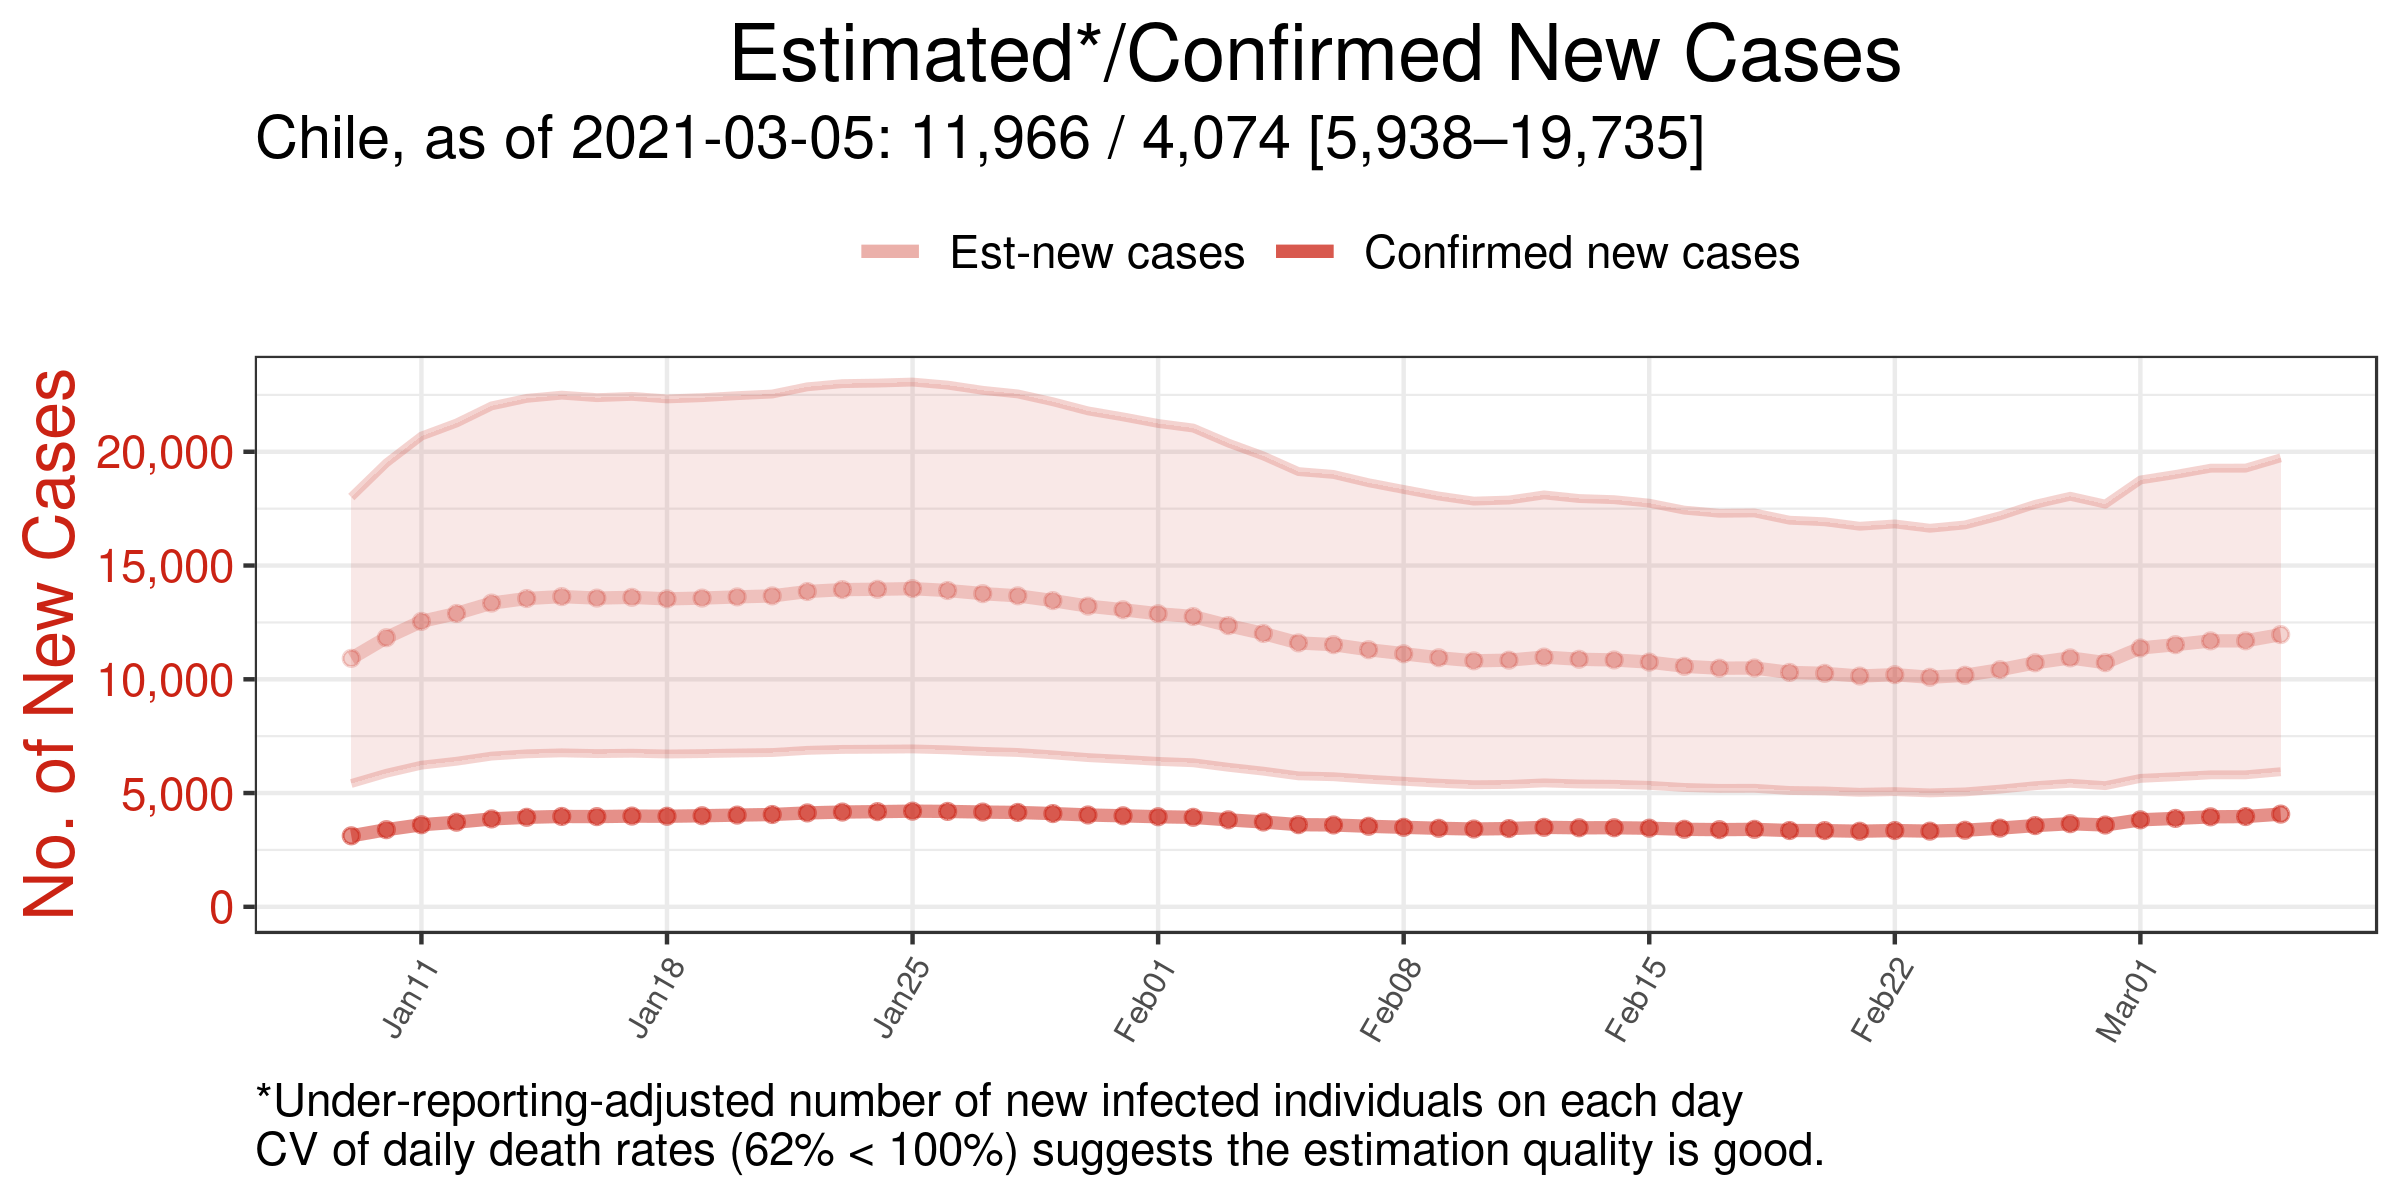 Estimated*/Confirmed New Cases
Chile, as of 2021-03-05: 11,966 / 4,074 [5,938–19,735]
Est-new cases Confirmed new cases
No. of New Cases
20,000
15,000
10,000
5,000
0
Jan11 Jan18 Jan25 Feb01 Feb08 Feb15 Feb22 Mar01
*Under-reporting-adjusted number of new infected individuals on each day
CV of daily death rates (62% < 100%) suggests the estimation quality is good.